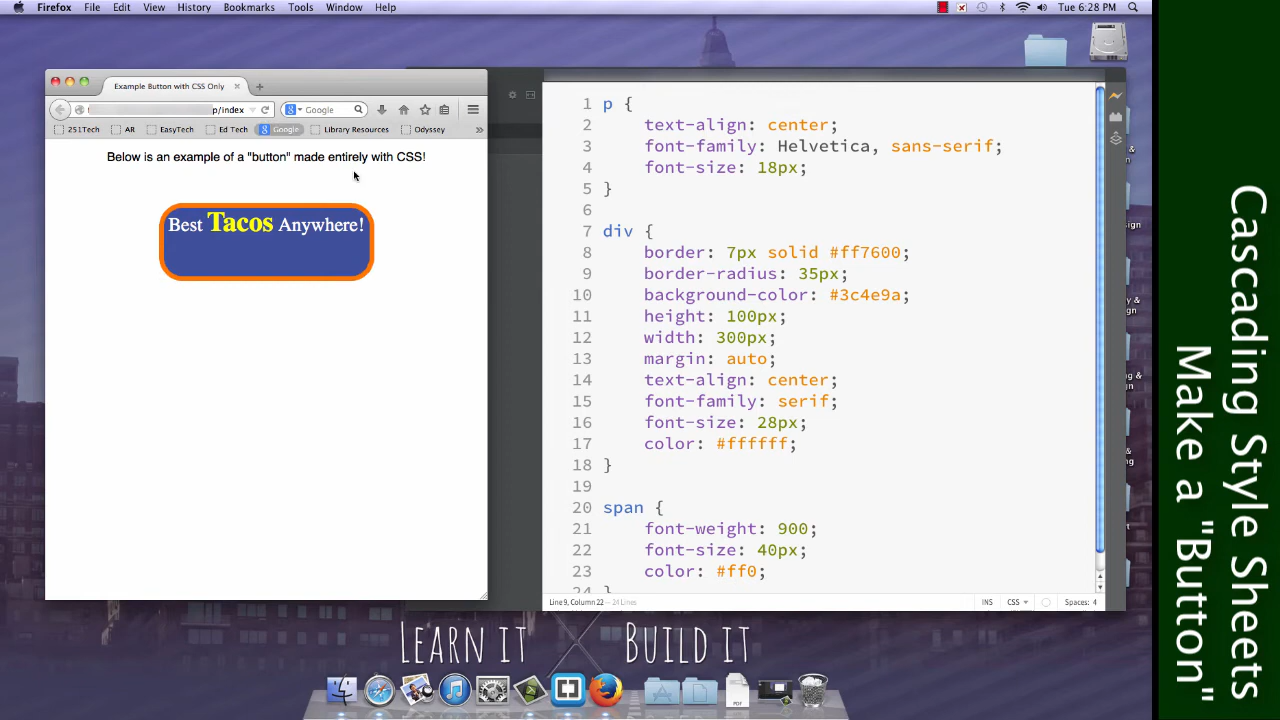 Firefox File Edit View History Bookmarks Tools Window Help
Tue 6:28 PM
Example Button with CSS Only
p/index
Google
251Tech AR EasyTech Ed Tech Google Library Resources Odyssey
Below is an example of a "button" made entirely with CSS!
Best Tacos Anywhere!
1 p {
2 text-align: center;
3 font-family: Helvetica, sans-serif;
4 font-size: 18px;
5 }
6
7 div {
8 border: 7px solid #ff7600;
9 border-radius: 35px;
10 background-color: #3c4e9a;
11 height: 100px;
12 width: 300px;
13 margin: auto;
14 text-align: center;
15 font-family: serif;
16 font-size: 28px;
17 color: #ffffff;
18 }
19
20 span {
21 font-weight: 900;
22 font-size: 40px;
23 color: #ff0;
24 }
Line 9, Column 22 — 24 Lines
INS CSS Spaces: 4
LEARN IT BUILD IT
PDF
Cascading Style Sheets
Make a "Button"